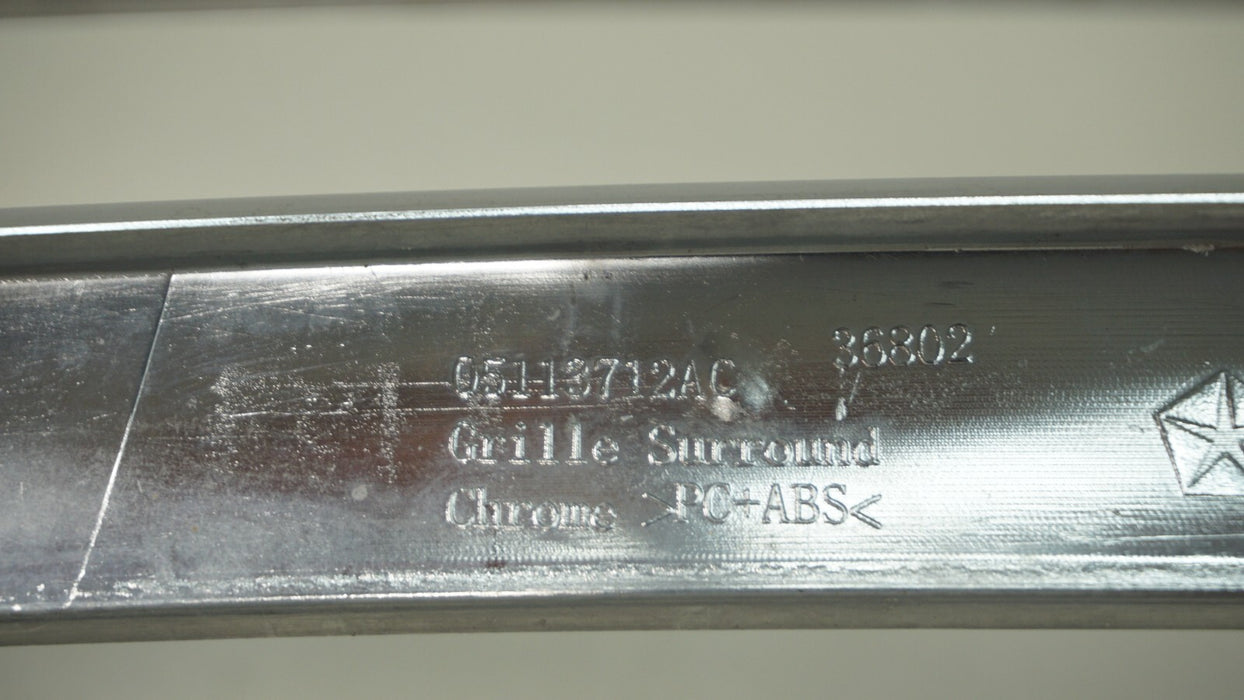 05113712AC 36802
Grille Surround
Chrome >PC+ABS<